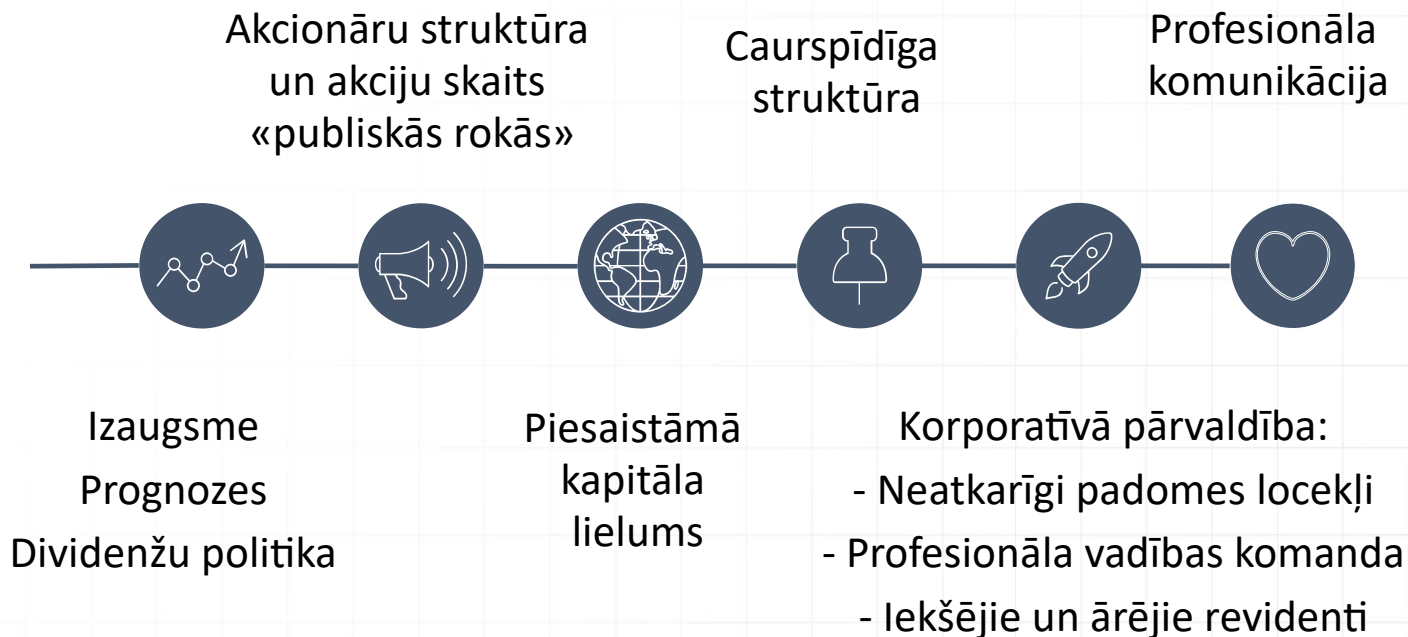 Akcionāru struktūra
un akciju skaits
«publiskās rokās»
Caurspīdīga
struktūra
Profesionāla
komunikācija
Izaugsme
Prognozes
Dividenžu politika
Piesaistāmā
kapitāla
lielums
Korporatīvā pārvaldība:
- Neatkarīgi padomes locekļi
- Profesionāla vadības komanda
- Iekšējie un ārējie revidenti